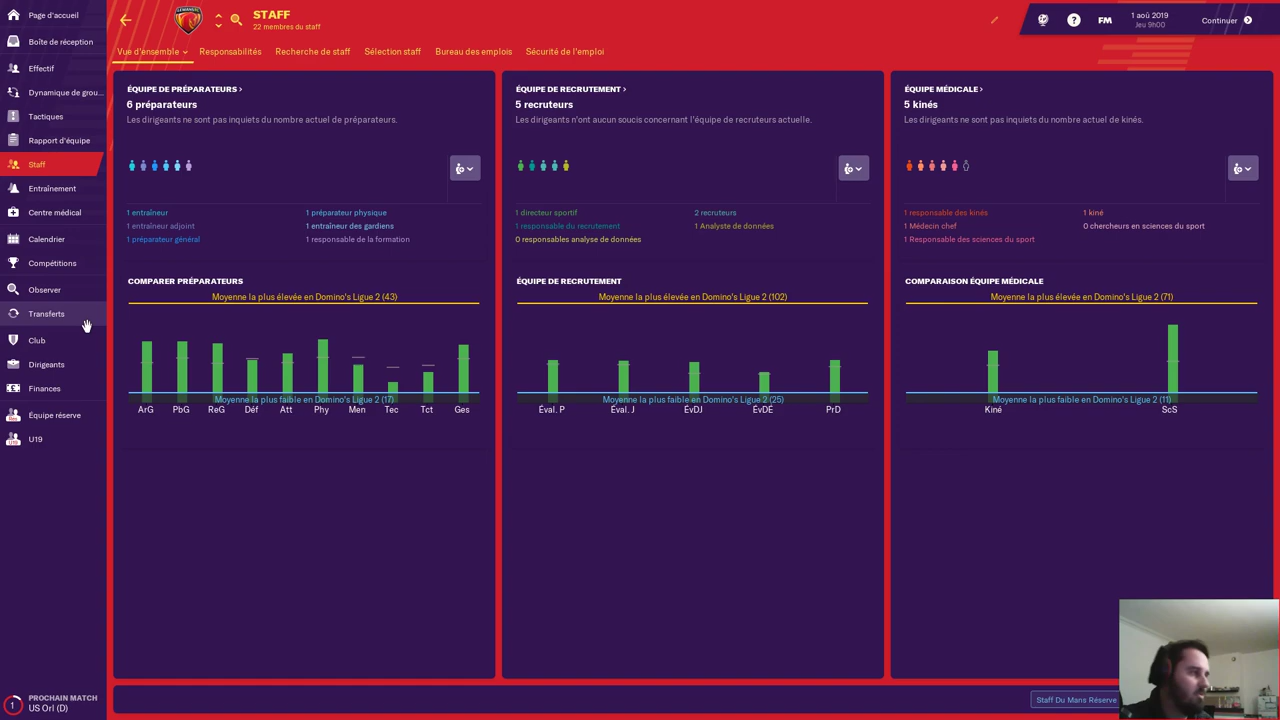 Page d'accueil
Boîte de réception
Effectif
Dynamique de grou...
Tactiques
Rapport d'équipe
Staff
Entraînement
Centre médical
Calendrier
Compétitions
Observer
Transferts
Club
Dirigeants
Finances
Équipe réserve
U19
PROCHAIN MATCH
US Orl (D)
1
STAFF
22 membres du staff
FM
1 aoû 2019
Jeu 9h00
Continuer
Vue d'ensemble
Responsabilités
Recherche de staff
Sélection staff
Bureau des emplois
Sécurité de l'emploi
ÉQUIPE DE PRÉPARATEURS >
6 préparateurs
Les dirigeants ne sont pas inquiets du nombre actuel de préparateurs.
1 entraîneur
1 préparateur physique
1 entraîneur adjoint
1 entraîneur des gardiens
1 préparateur général
1 responsable de la formation
COMPARER PRÉPARATEURS
Moyenne la plus élevée en Domino's Ligue 2 (43)
Moyenne la plus faible en Domino's Ligue 2 (17)
ArG PbG ReG Déf Att Phy Men Tec Tct Ges
ÉQUIPE DE RECRUTEMENT >
5 recruteurs
Les dirigeants n'ont aucun soucis concernant l'équipe de recruteurs actuelle.
1 directeur sportif
2 recruteurs
1 responsable du recrutement
1 Analyste de données
0 responsables analyse de données
ÉQUIPE DE RECRUTEMENT
Moyenne la plus élevée en Domino's Ligue 2 (102)
Moyenne la plus faible en Domino's Ligue 2 (25)
Éval. P Éval. J ÉvDJ ÉvDÉ PrD
ÉQUIPE MÉDICALE >
5 kinés
Les dirigeants ne sont pas inquiets du nombre actuel de kinés.
1 responsable des kinés
1 kiné
1 Médecin chef
0 chercheurs en sciences du sport
1 Responsable des sciences du sport
COMPARAISON ÉQUIPE MÉDICALE
Moyenne la plus élevée en Domino's Ligue 2 (71)
Moyenne la plus faible en Domino's Ligue 2 (11)
Kiné ScS
Staff Du Mans Réserve